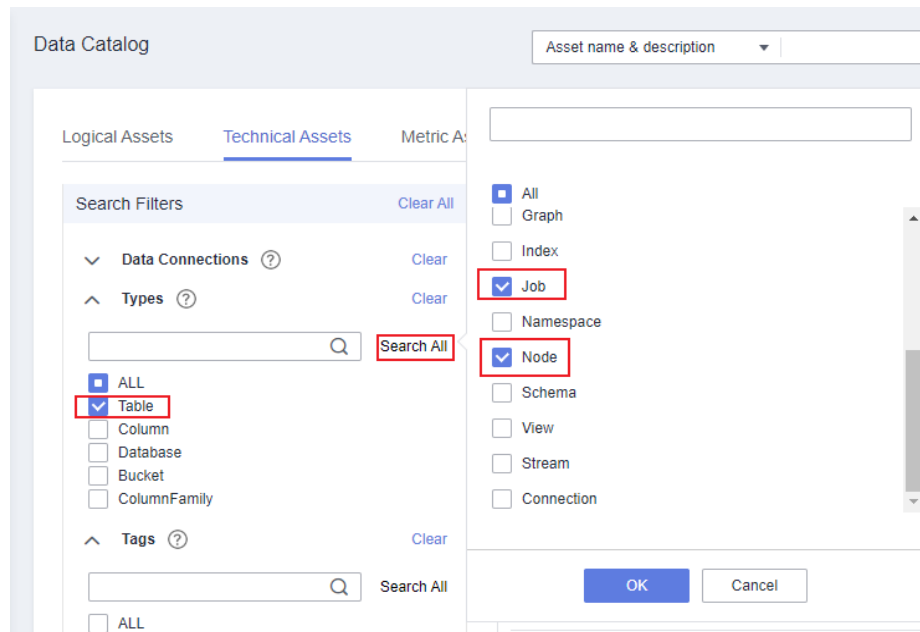 Data Catalog
Asset name & description
Logical Assets
Technical Assets
Metric As
Search Filters
Clear All
Data Connections ?
Clear
Types ?
Clear
Search All
ALL
Table
Column
Database
Bucket
ColumnFamily
Tags ?
Clear
Search All
ALL
All
Graph
Index
Job
Namespace
Node
Schema
View
Stream
Connection
OK
Cancel